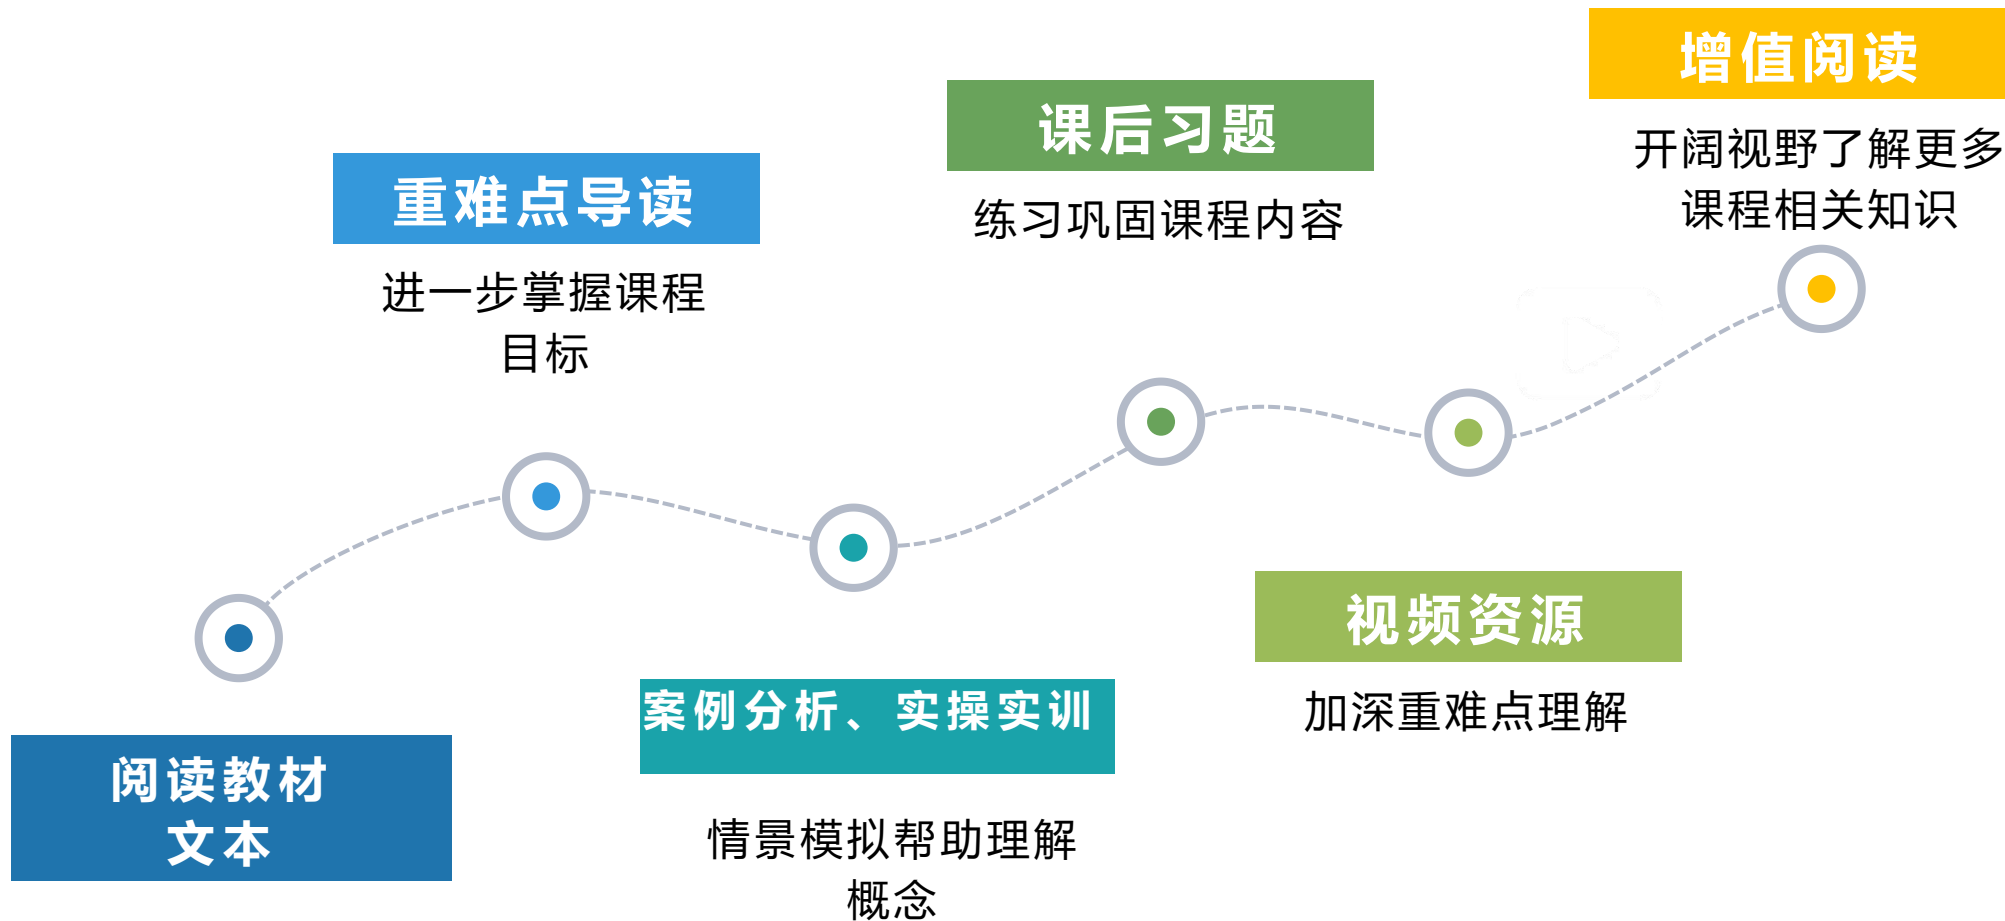 阅读教材
文本
重难点导读
进一步掌握课程
目标
案例分析、实操实训
情景模拟帮助理解
概念
课后习题
练习巩固课程内容
视频资源
加深重难点理解
增值阅读
开阔视野了解更多
课程相关知识